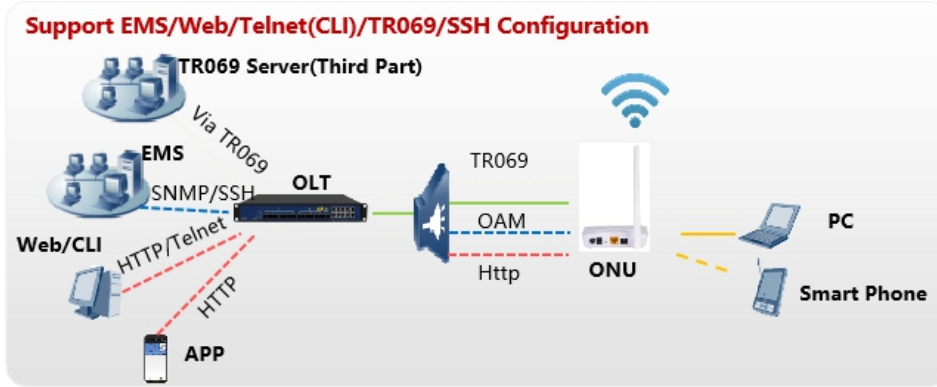 Support EMS/Web/Telnet(CLI)/TR069/SSH Configuration
TR069 Server(Third Part)
Via TR069
EMS
SNMP/SSH
OLT
TR069
OAM
Http
ONU
PC
Smart Phone
Web/CLI
HTTP/Telnet
HTTP
APP